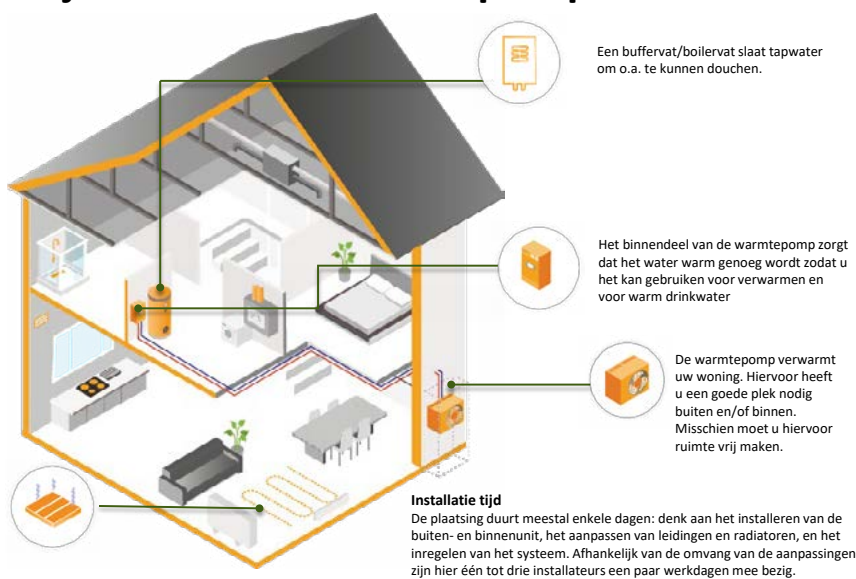 Een buffervat/boilervat slaat tapwater
om o.a. te kunnen douchen.
Het binnendeel van de warmtepomp zorgt
dat het water warm genoeg wordt zodat u
het kan gebruiken voor verwarmen en
voor warm drinkwater
De warmtepomp verwarmt
uw woning. Hiervoor heeft
u een goede plek nodig
buiten en/of binnen.
Misschien moet u hiervoor
ruimte vrij maken.
Installatie tijd
De plaatsing duurt meestal enkele dagen: denk aan het installeren van de
buiten- en binnenunit, het aanpassen van leidingen en radiatoren, en het
inregelen van het systeem. Afhankelijk van de omvang van de aanpassingen
zijn hier één tot drie installateurs een paar werkdagen mee bezig.